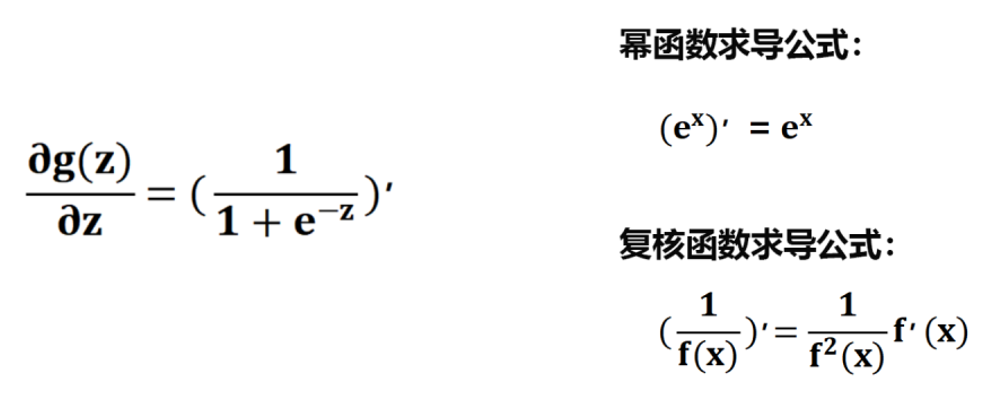 ∂g(z)/∂z = (1/(1 + e^{−z}))′
幂函数求导公式：
(e^x)′ = e^x
复核函数求导公式：
(1/f(x))′ = 1/f²(x) f′(x)